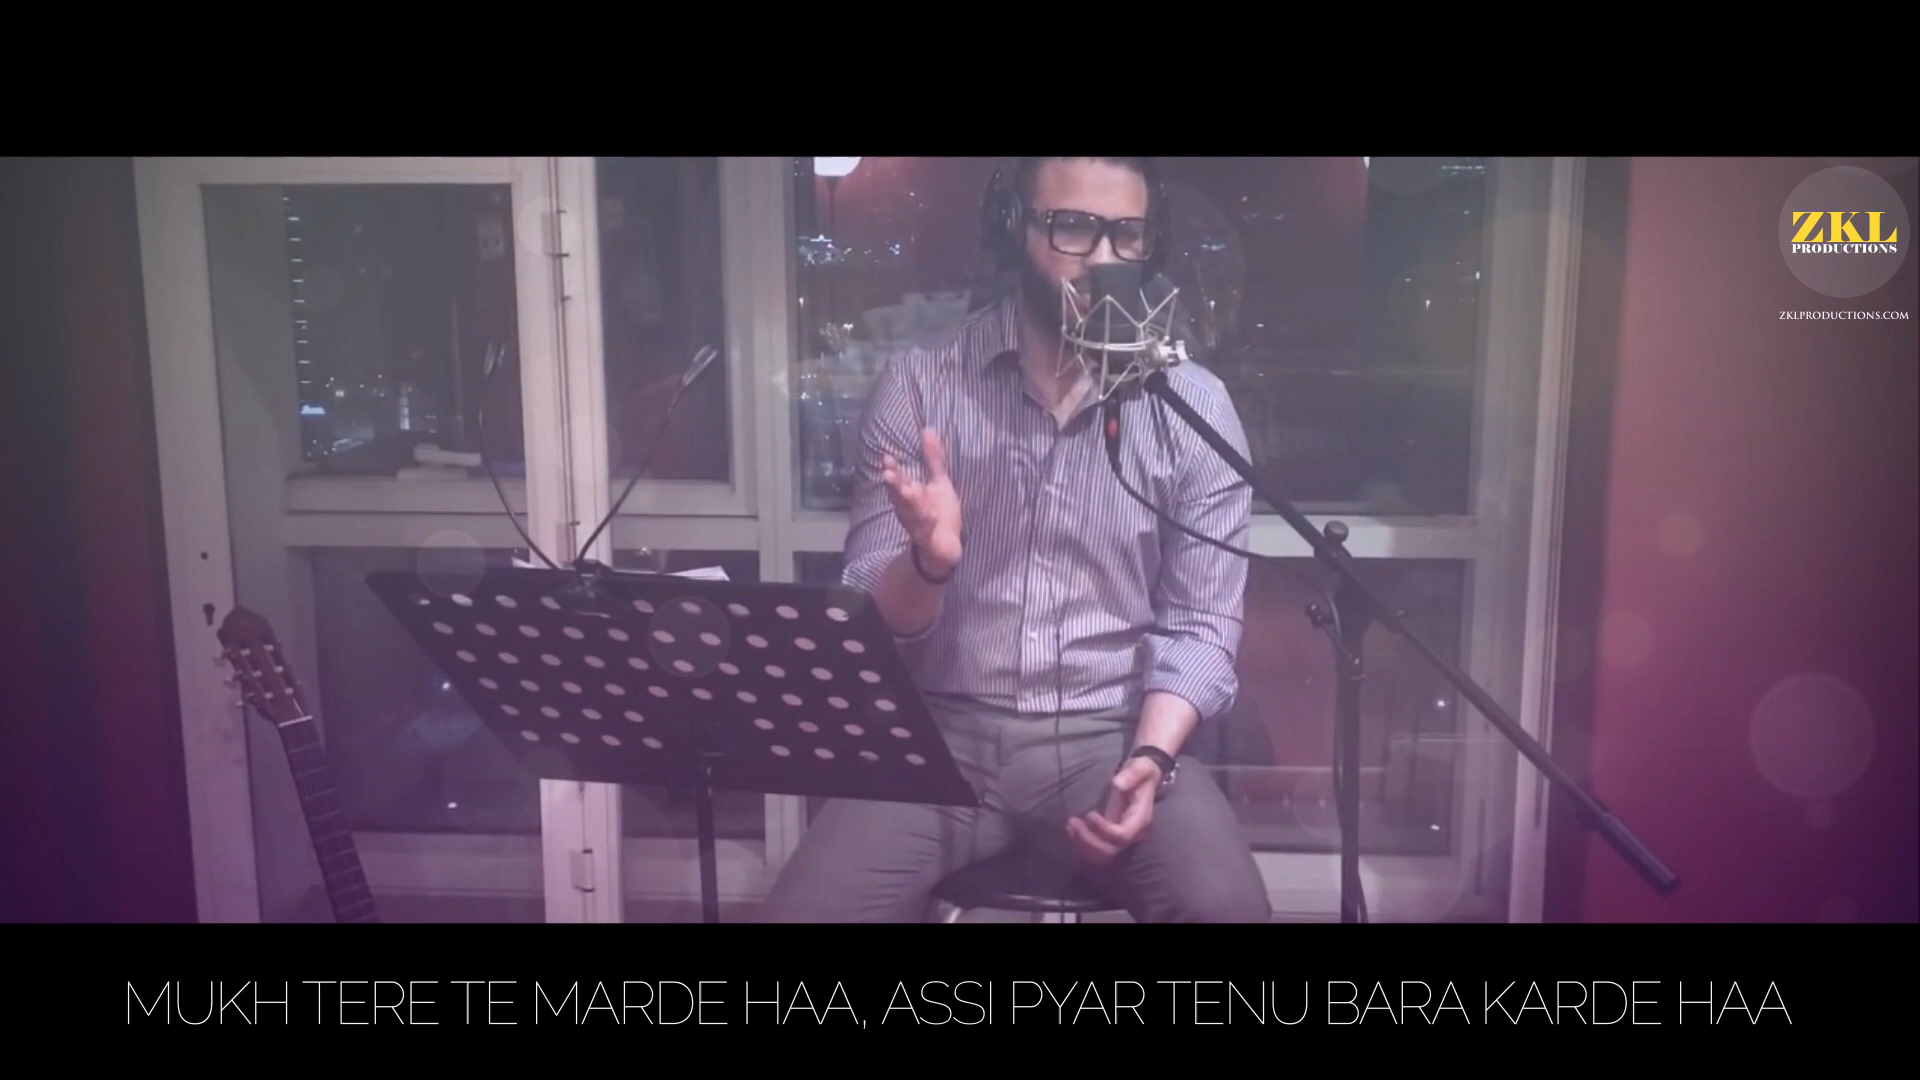 ZKL
PRODUCTIONS
ZKLPRODUCTIONS.COM
MUKH TERE TE MARDE HAA, ASSI PYAR TENU BARA KARDE HAA